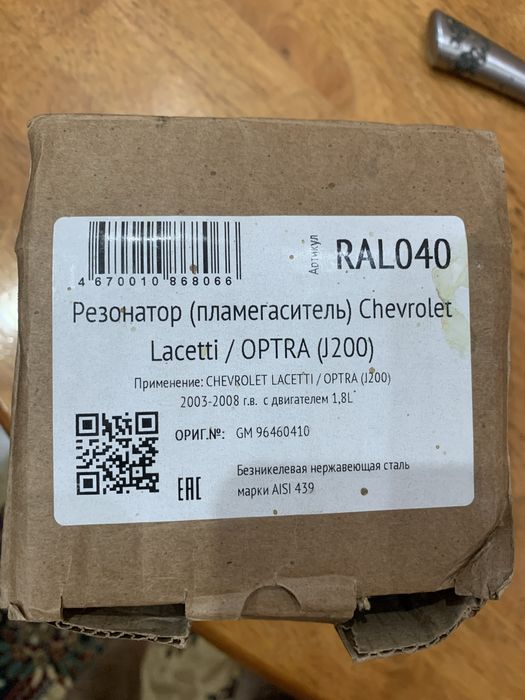 Артикул
RAL040
4 670010 868066
Резонатор (пламегаситель) Chevrolet
Lacetti / OPTRA (J200)
Применение: CHEVROLET LACETTI / OPTRA (J200)
2003-2008 г.в. с двигателем 1,8L
ОРИГ.№: GM 96460410
EAC
Безникелевая нержавеющая сталь
марки AISI 439